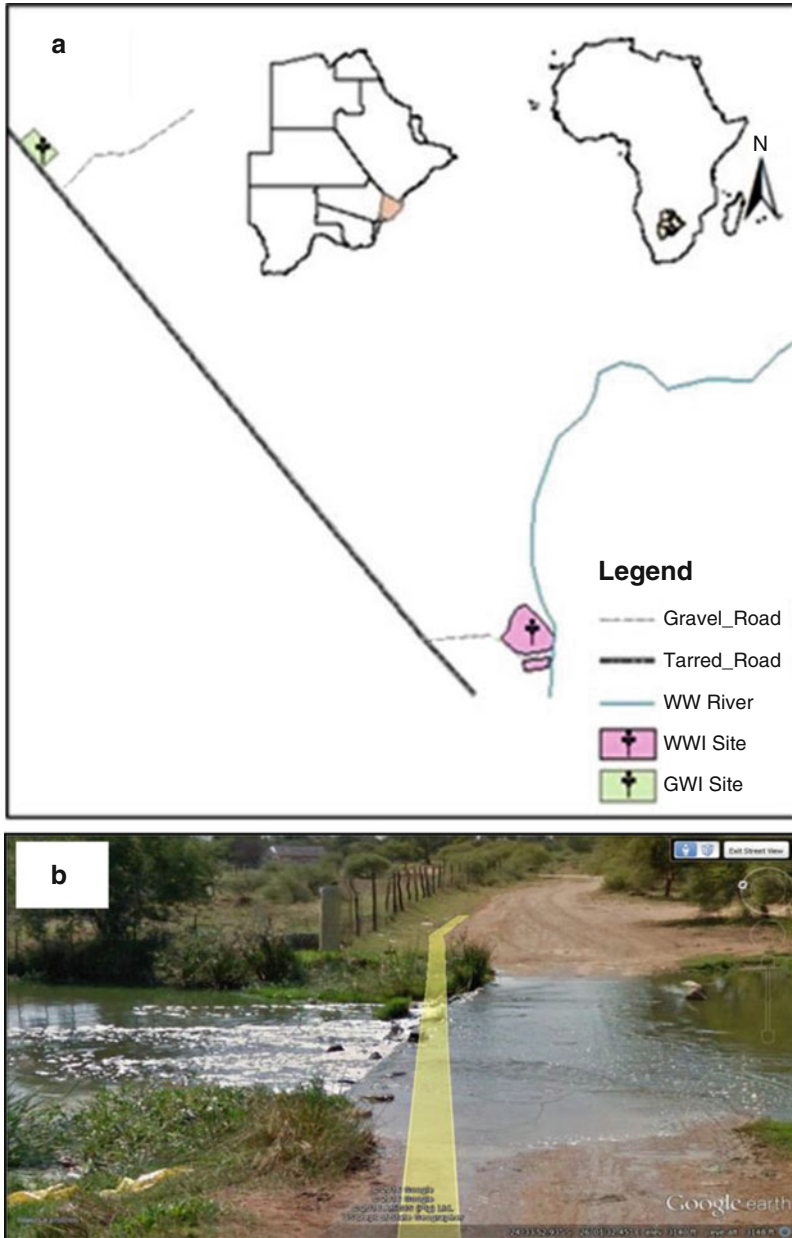 a
N
Legend
Gravel_Road
Tarred_Road
WW River
WWI Site
GWI Site
b
Exit Street View
Google earth